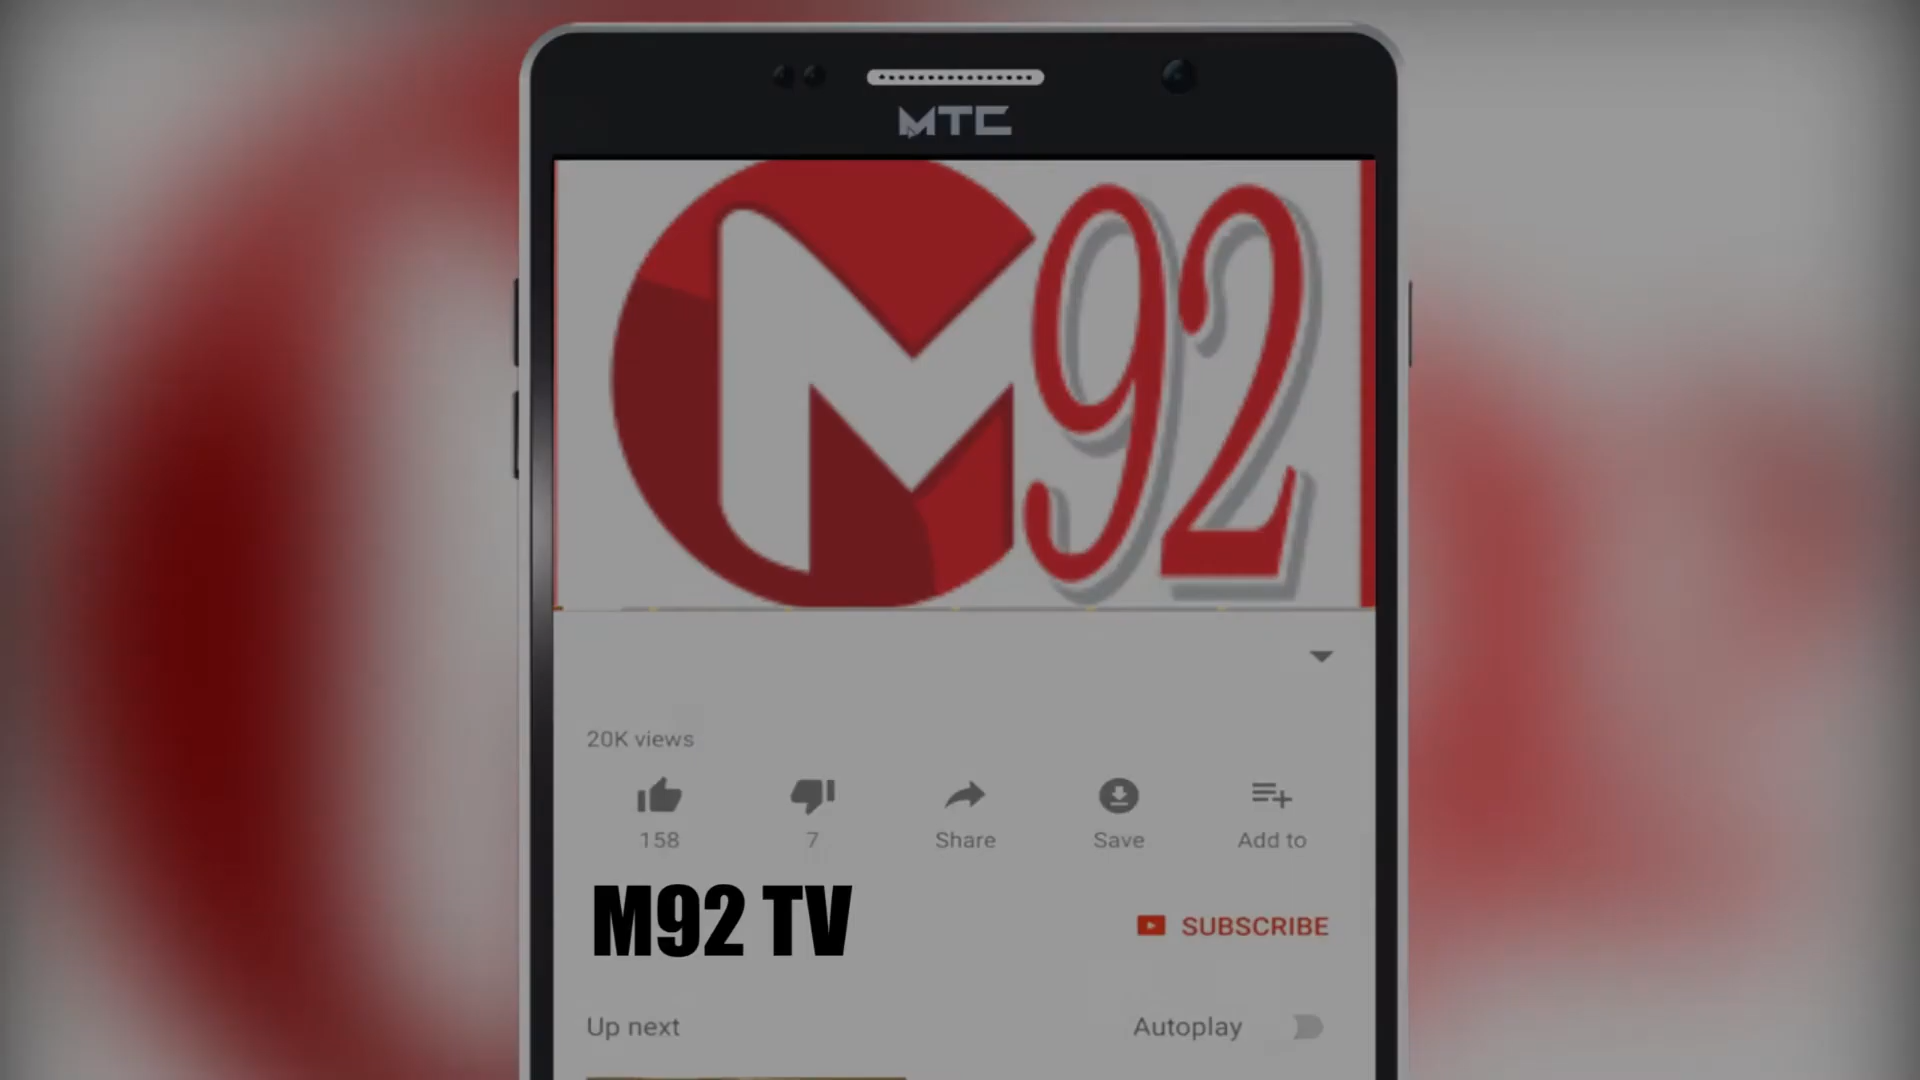 MTC
M92
20K views
158 7 Share Save Add to
M92 TV SUBSCRIBE
Up next Autoplay